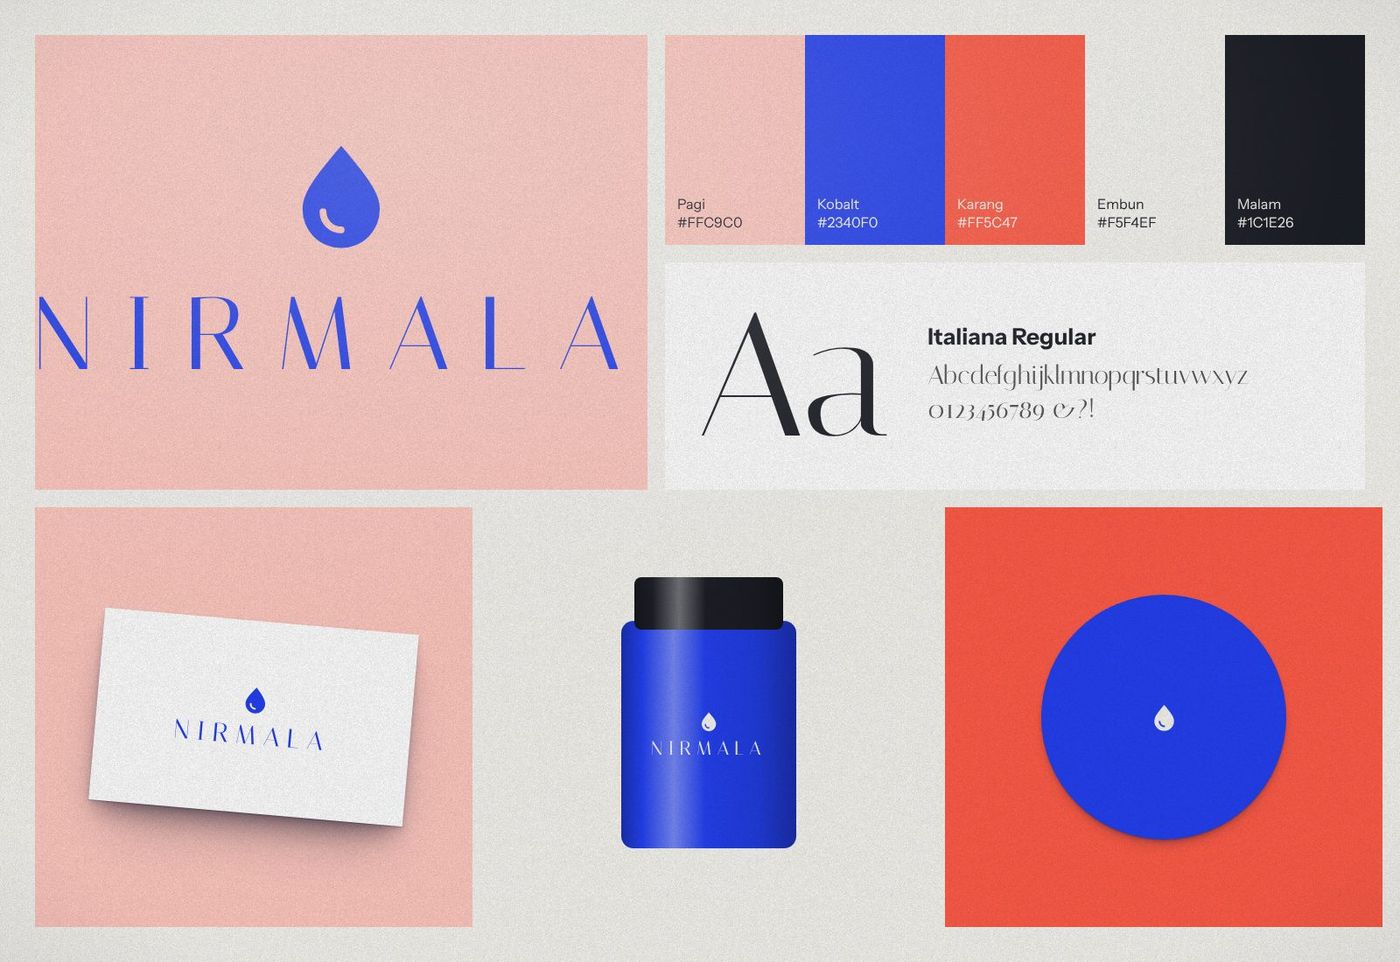 NIRMALA
Pagi
#FFC9C0
Kobalt
#2340F0
Karang
#FF5C47
Embun
#F5F4EF
Malam
#1C1E26
Aa
Italiana Regular
Abcdefghijklmnopqrstuvwxyz
0123456789 &?!
NIRMALA
NIRMALA